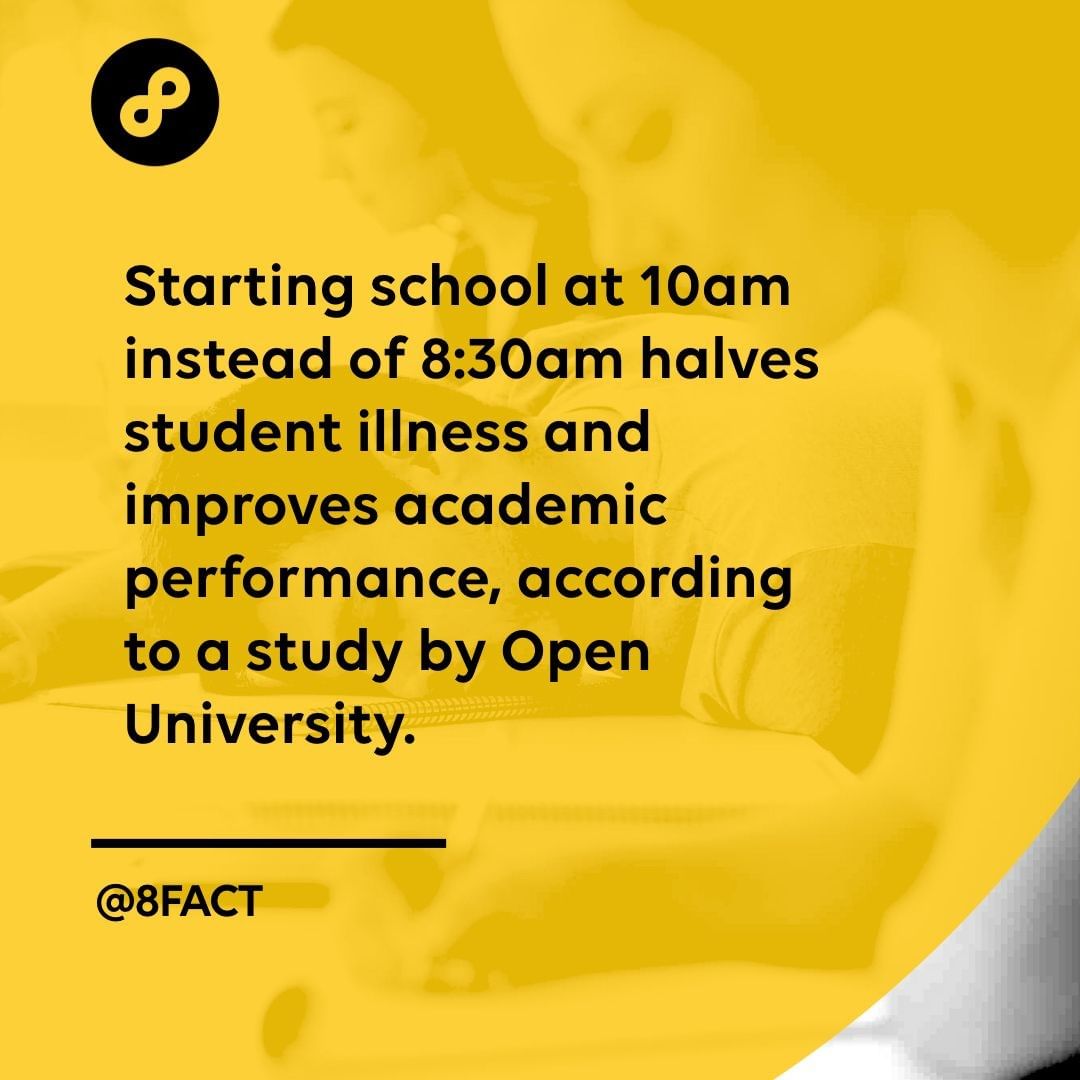 Starting school at 10am
instead of 8:30am halves
student illness and
improves academic
performance, according
to a study by Open
University.
@8FACT